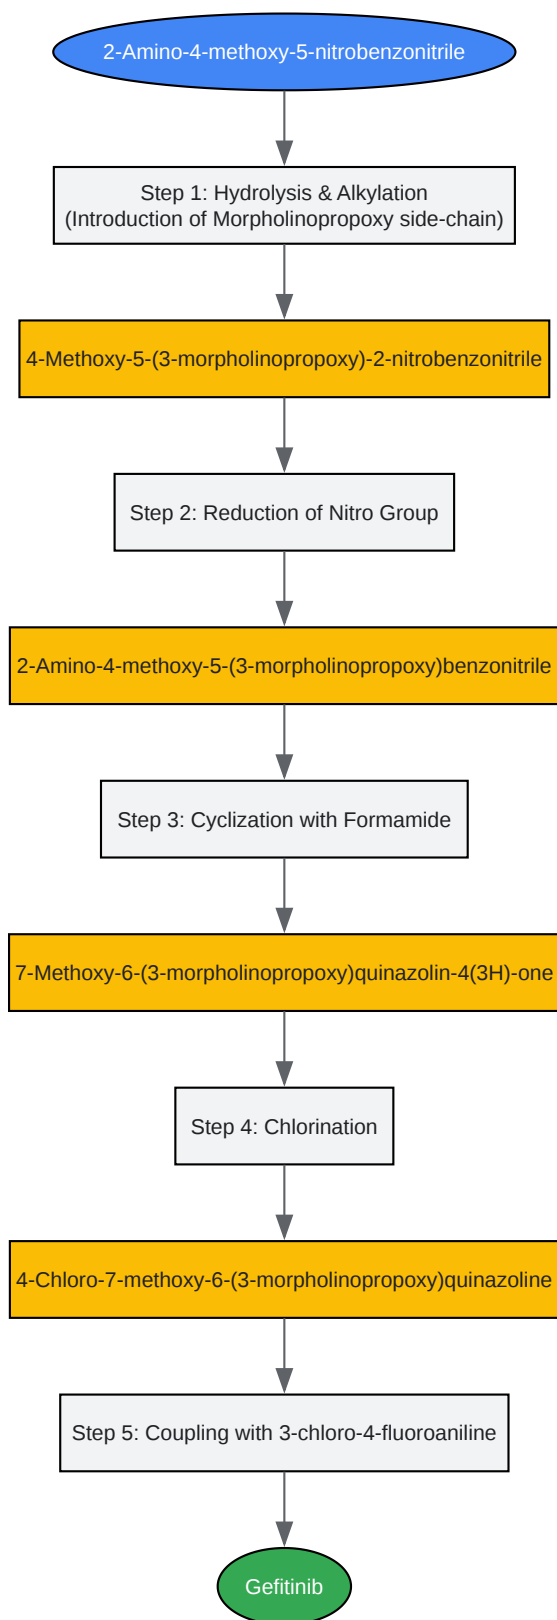 2-Amino-4-methoxy-5-nitrobenzonitrile
Step 1: Hydrolysis & Alkylation
(Introduction of Morpholinopropoxy side-chain)
4-Methoxy-5-(3-morpholinopropoxy)-2-nitrobenzonitrile
Step 2: Reduction of Nitro Group
2-Amino-4-methoxy-5-(3-morpholinopropoxy)benzonitrile
Step 3: Cyclization with Formamide
7-Methoxy-6-(3-morpholinopropoxy)quinazolin-4(3H)-one
Step 4: Chlorination
4-Chloro-7-methoxy-6-(3-morpholinopropoxy)quinazoline
Step 5: Coupling with 3-chloro-4-fluoroaniline
Gefitinib